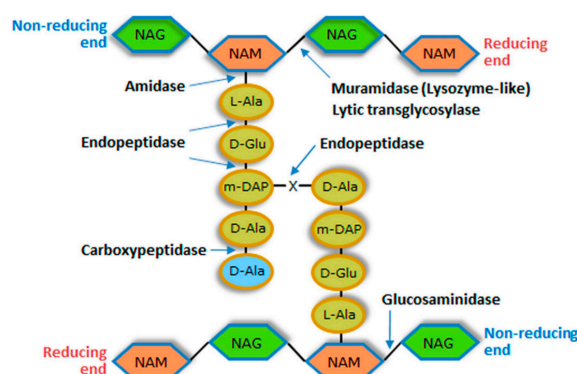 Non-reducing
end
NAG
NAM
NAG
NAM
Reducing
end
Amidase
Muramidase (Lysozyme-like)
Lytic transglycosylase
L-Ala
Endopeptidase
D-Glu
Endopeptidase
m-DAP
X
D-Ala
D-Ala
m-DAP
Carboxypeptidase
D-Ala
D-Glu
L-Ala
Glucosaminidase
Reducing
end
NAM
NAG
NAM
NAG
Non-reducing
end